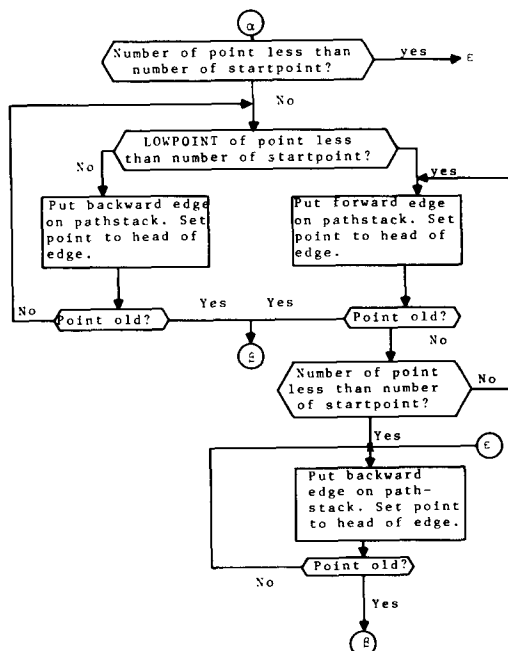 α
Number of point less than
number of startpoint?
yes
ε
No
LOWPOINT of point less
than number of startpoint?
No
yes
Put backward edge
on pathstack. Set
point to head of
edge.
Put forward edge
on pathstack. Set
point to head of
edge.
No
Point old?
Yes
Yes
Point old?
β
No
Number of point
less than number
of startpoint?
No
Yes
ε
Put backward
edge on path-
stack. Set point
to head of edge.
Point old?
No
Yes
β